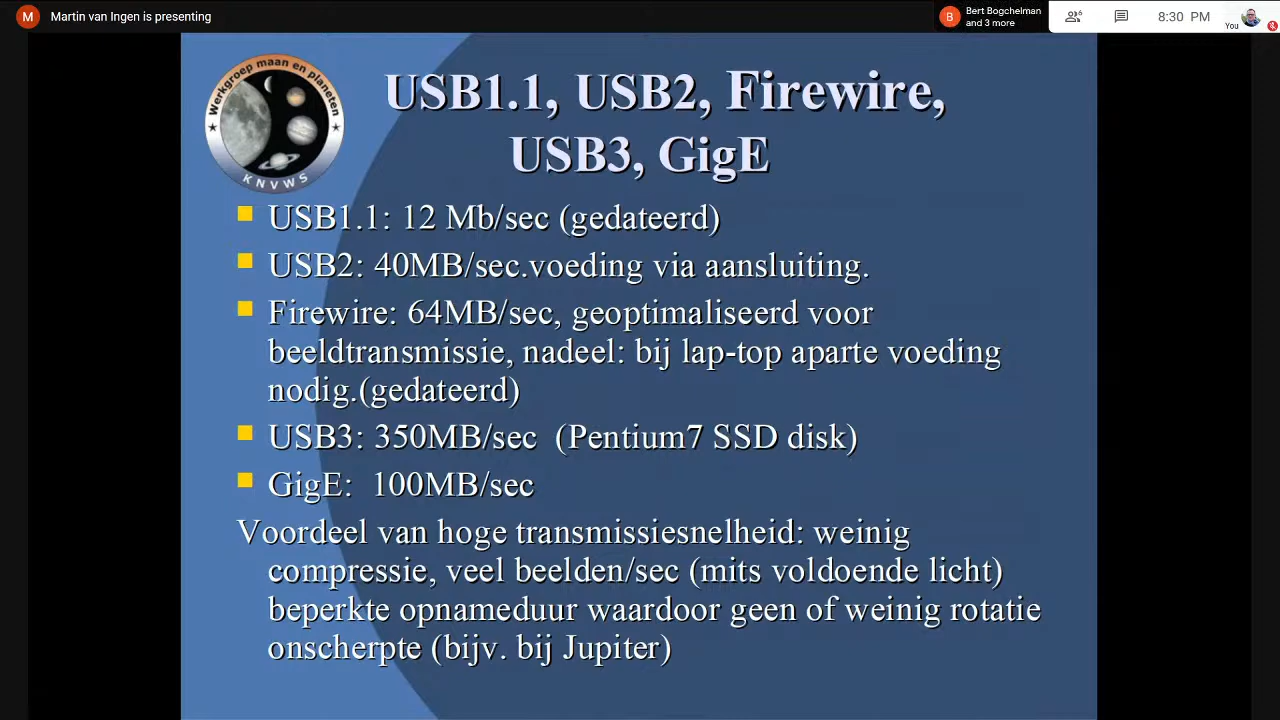 M Martin van Ingen is presenting
B Bert Bogchelman
and 3 more
6
8:30 PM
You
Werkgroep maan en planeten
KNVWS
USB1.1, USB2, Firewire,
USB3, GigE
USB1.1: 12 Mb/sec (gedateerd)
USB2: 40MB/sec.voeding via aansluiting.
Firewire: 64MB/sec, geoptimaliseerd voor
beeldtransmissie, nadeel: bij lap-top aparte voeding
nodig.(gedateerd)
USB3: 350MB/sec (Pentium7 SSD disk)
GigE: 100MB/sec
Voordeel van hoge transmissiesnelheid: weinig
compressie, veel beelden/sec (mits voldoende licht)
beperkte opnameduur waardoor geen of weinig rotatie
onscherpte (bijv. bij Jupiter)